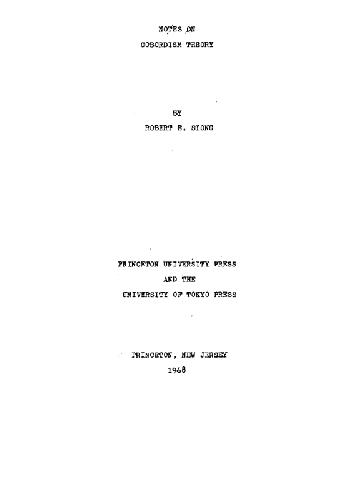 NOTES ON
COBORDISM THEORY
BY
ROBERT E. STONG
PRINCETON UNIVERSITY PRESS
AND THE
UNIVERSITY OF TOKYO PRESS
PRINCETON, NEW JERSEY
1968